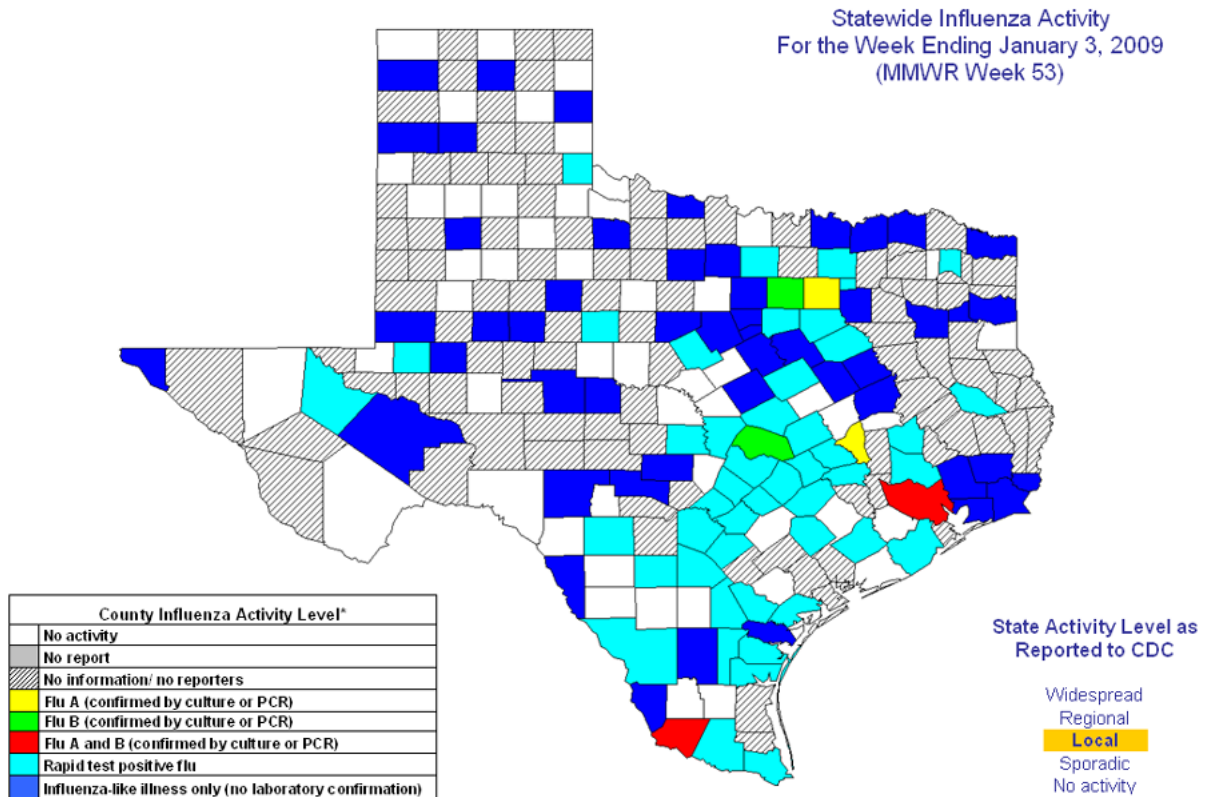 Statewide Influenza Activity
For the Week Ending January 3, 2009
(MMWR Week 53)
County Influenza Activity Level*
No activity
No report
No information/ no reporters
Flu A (confirmed by culture or PCR)
Flu B (confirmed by culture or PCR)
Flu A and B (confirmed by culture or PCR)
Rapid test positive flu
Influenza-like illness only (no laboratory confirmation)
State Activity Level as
Reported to CDC
Widespread
Regional
Local
Sporadic
No activity